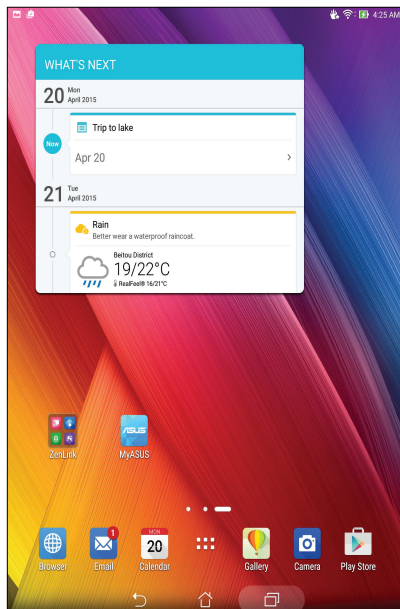 4:25 AM
WHAT'S NEXT
20 Mon
April 2015
Trip to lake
Now
Apr 20
21 Tue
April 2015
Rain
Better wear a waterproof raincoat.
Beitou District
19/22°C
RealFeel® 16/21°C
ASUS
ZenLink
MyASUS
1
MON
20
Browser
Email
Calendar
Gallery
Camera
Play Store